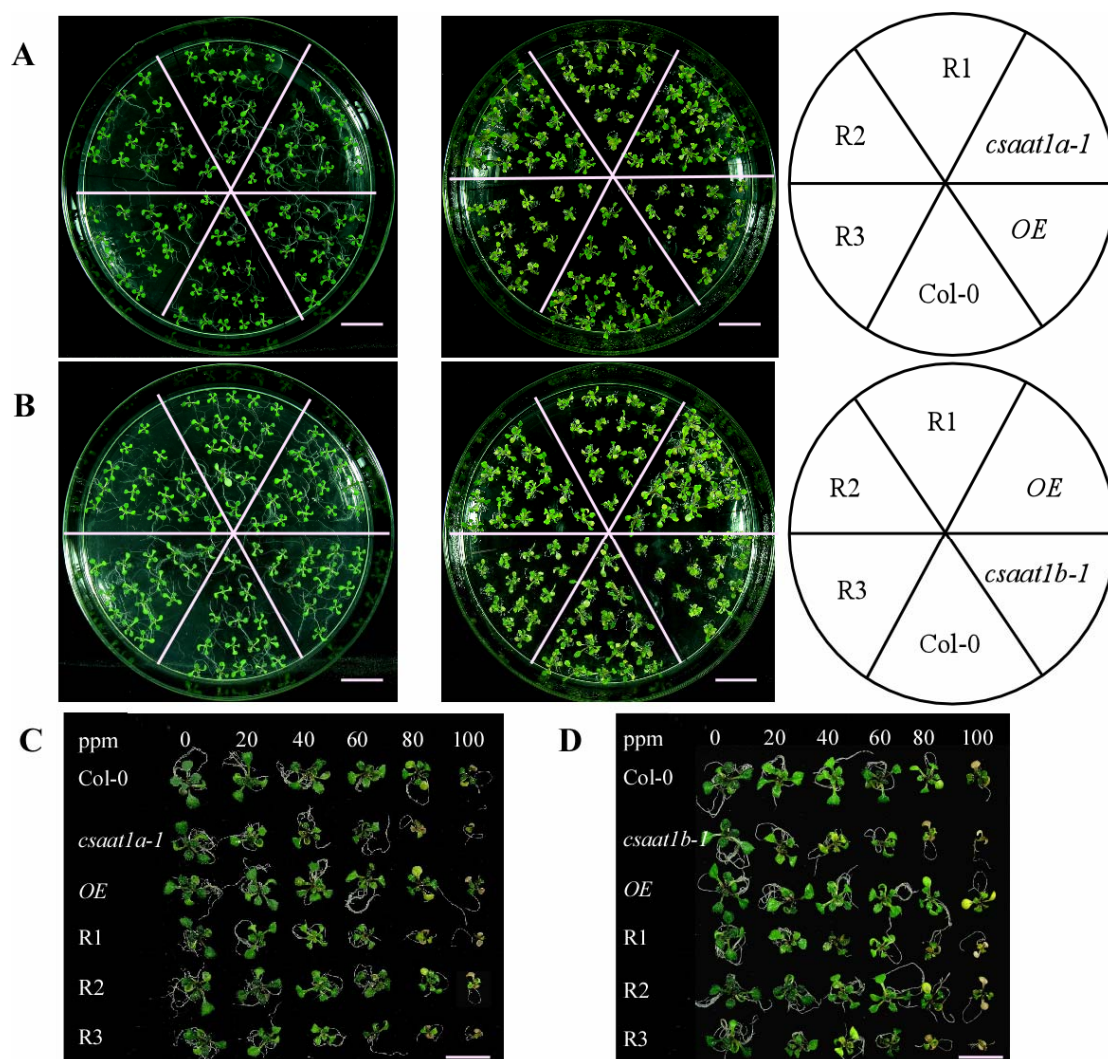 A
R1
R2
csaat1a-1
R3
OE
Col-0
B
R1
R2
OE
R3
csaat1b-1
Col-0
C
ppm 0 20 40 60 80 100
Col-0
csaat1a-1
OE
R1
R2
R3
D
ppm 0 20 40 60 80 100
Col-0
csaat1b-1
OE
R1
R2
R3